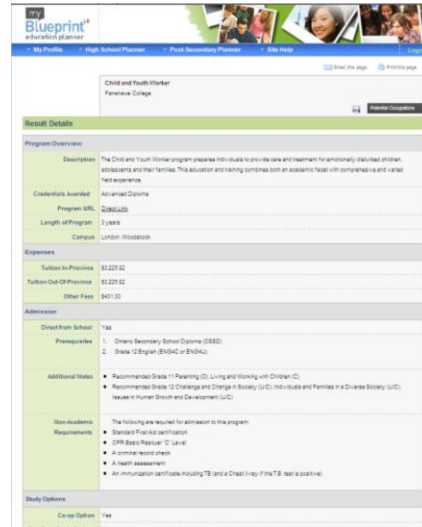 my
Blueprint
education planner
My Profile
High School Planner
Post-Secondary Planner
Site Help
Logout
Email this page
Print this page
Child and Youth Worker
Fanshawe College
Potential Occupations
Result Details
Program Overview
Description
The Child and Youth Worker program prepares individuals to provide care and treatment for emotionally disturbed children,
adolescents and their families. This education and training combines both an academic facet with comprehensive and varied
field experience.
Credentials Awarded
Advanced Diploma
Program URL
Direct Link
Length of Program
3 years
Campus
London, Woodstock
Expenses
Tuition In-Province
$3,225.82
Tuition Out-Of-Province
$3,225.82
Other Fees
Admission
Direct from School
Yes
Prerequisites
1. Ontario Secondary School Diploma (OSSD)
2. Grade 12 English (ENG4C or ENG4U)
Additional Notes
Recommended Grade 11 Parenting (O), Living and Working with Children (C)
Recommended Grade 12 Challenge and Change in Society (U/C), Individuals and Families in a Diverse Society (U/C),
Issues in Human Growth and Development (U/C)
Non-Academic
Requirements
The following are required for admission to this program:
Standard First Aid certification
CPR Basic Rescuer 'C' Level
A criminal record check
A health assessment
An immunization certificate including TB (and a Chest X-ray if the T.B. test is positive).
Study Options
Co-op Option
Yes